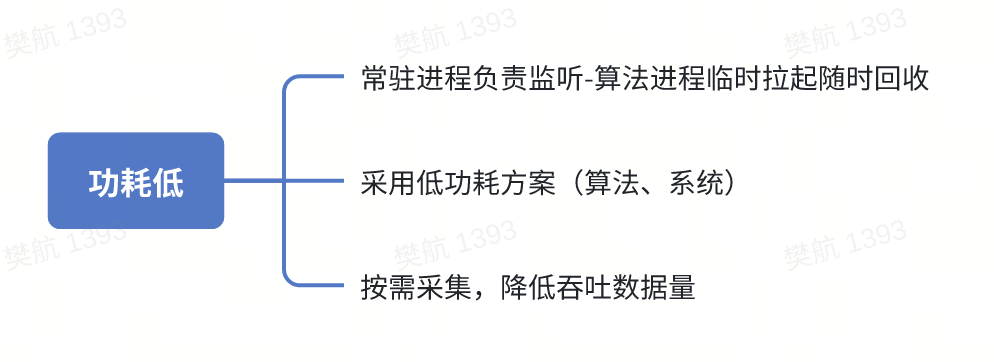 樊航 1393
樊航 1393
樊航 1393
常驻进程负责监听-算法进程临时拉起随时回收
功耗低
采用低功耗方案（算法、系统）
樊航 1393
樊航 1393
樊航 1393
按需采集，降低吞吐数据量